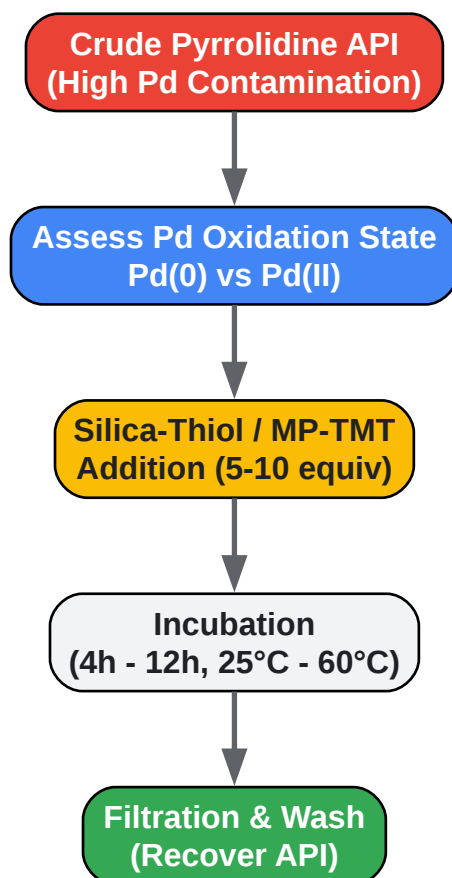 Crude Pyrrolidine API
(High Pd Contamination)
Assess Pd Oxidation State
Pd(0) vs Pd(II)
Silica-Thiol / MP-TMT
Addition (5-10 equiv)
Incubation
(4h - 12h, 25°C - 60°C)
Filtration & Wash
(Recover API)